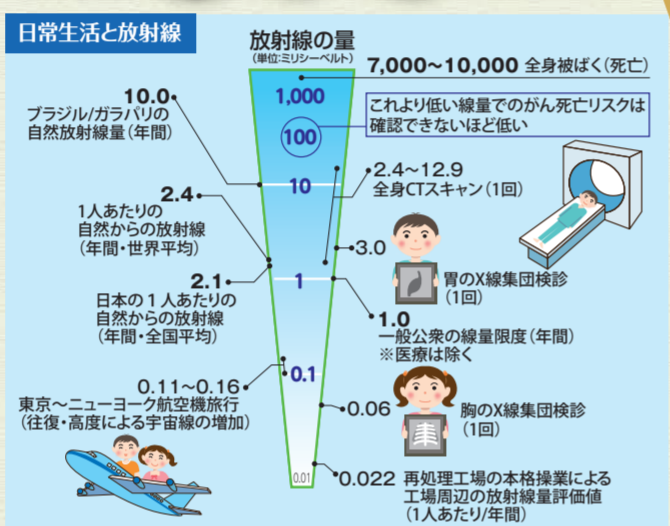 日常生活と放射線
放射線の量
(単位:ミリシーベルト)
7,000〜10,000 全身被ばく(死亡)
1,000
これより低い線量でのがん死亡リスクは
確認できないほど低い
100
10.0
ブラジル/ガラパリの
自然放射線量(年間)
10
2.4〜12.9
全身CTスキャン(1回)
2.4
1人あたりの
自然からの放射線
(年間・世界平均)
3.0
胃のX線集団検診
(1回)
2.1
日本の1人あたりの
自然からの放射線
(年間・全国平均)
1
1.0
一般公衆の線量限度(年間)
※医療は除く
0.11〜0.16
東京〜ニューヨーク航空機旅行
(往復・高度による宇宙線の増加)
0.1
0.06
胸のX線集団検診
(1回)
0.01
0.022 再処理工場の本格操業による
工場周辺の放射線量評価値
(1人あたり/年間)